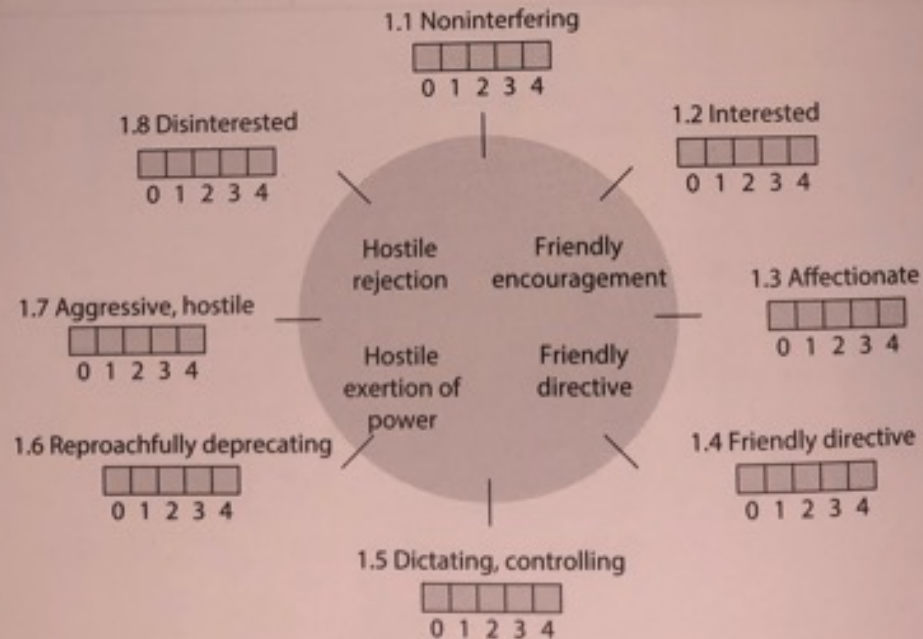 1.1 Noninterfering
0 1 2 3 4
1.8 Disinterested
0 1 2 3 4
1.2 Interested
0 1 2 3 4
Hostile
rejection
Friendly
encouragement
1.7 Aggressive, hostile
0 1 2 3 4
1.3 Affectionate
0 1 2 3 4
Hostile
exertion of
power
Friendly
directive
1.6 Reproachfully deprecating
0 1 2 3 4
1.4 Friendly directive
0 1 2 3 4
1.5 Dictating, controlling
0 1 2 3 4